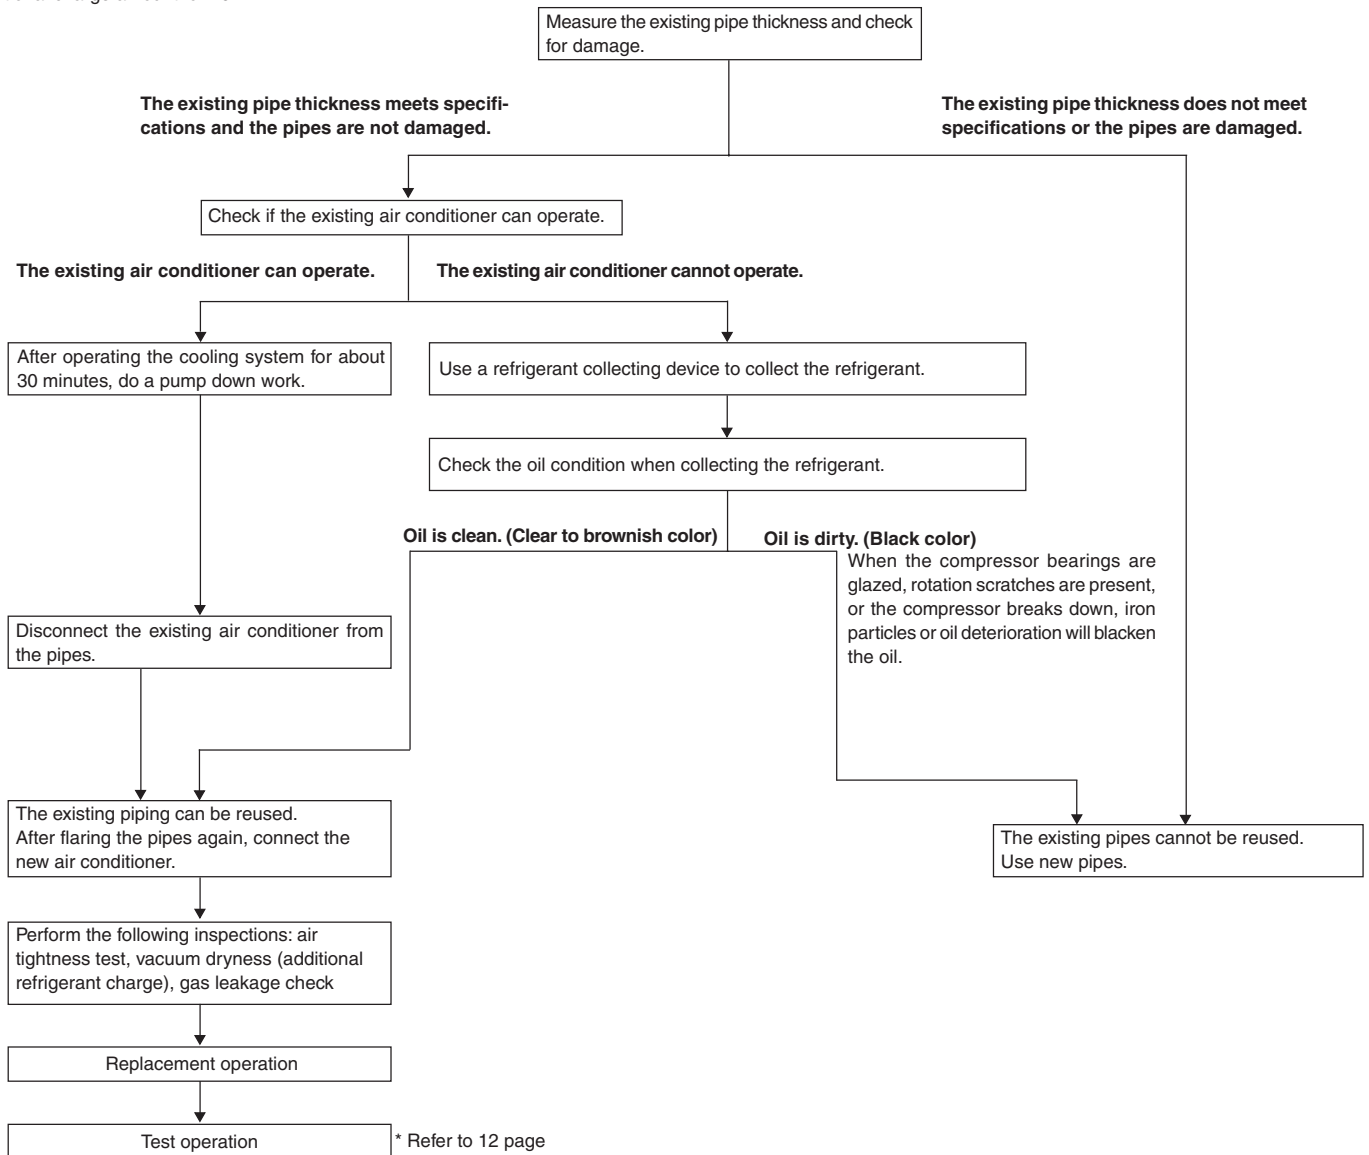 Measure the existing pipe thickness and check
for damage.
The existing pipe thickness meets specifi-
cations and the pipes are not damaged.
The existing pipe thickness does not meet
specifications or the pipes are damaged.
Check if the existing air conditioner can operate.
The existing air conditioner can operate.
The existing air conditioner cannot operate.
After operating the cooling system for about
30 minutes, do a pump down work.
Use a refrigerant collecting device to collect the refrigerant.
Check the oil condition when collecting the refrigerant.
Oil is clean. (Clear to brownish color)
Oil is dirty. (Black color)
When the compressor bearings are
glazed, rotation scratches are present,
or the compressor breaks down, iron
particles or oil deterioration will blacken
the oil.
Disconnect the existing air conditioner from
the pipes.
The existing piping can be reused.
After flaring the pipes again, connect the
new air conditioner.
The existing pipes cannot be reused.
Use new pipes.
Perform the following inspections: air
tightness test, vacuum dryness (additional
refrigerant charge), gas leakage check
Replacement operation
Test operation
* Refer to 12 page